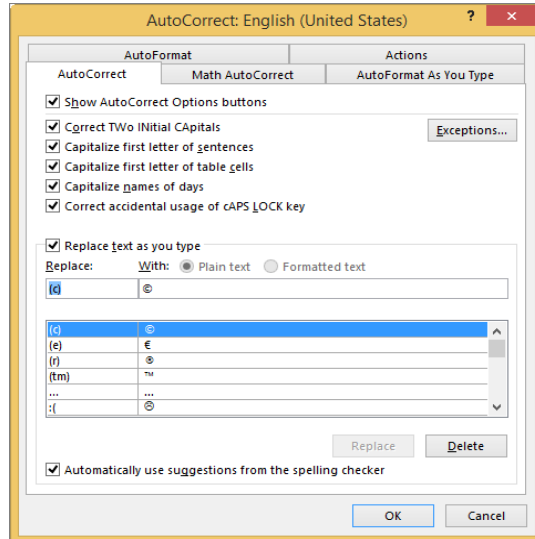 AutoCorrect: English (United States)
? ×
AutoFormat Actions
AutoCorrect Math AutoCorrect AutoFormat As You Type
Show AutoCorrect Options buttons
Correct TWo INitial CApitals Exceptions...
Capitalize first letter of sentences
Capitalize first letter of table cells
Capitalize names of days
Correct accidental usage of cAPS LOCK key
Replace text as you type
Replace: With: Plain text Formatted text
(c) ©
(c) ©
(e) €
(r) ®
(tm) ™
... ...
:( ☹
Replace Delete
Automatically use suggestions from the spelling checker
OK Cancel